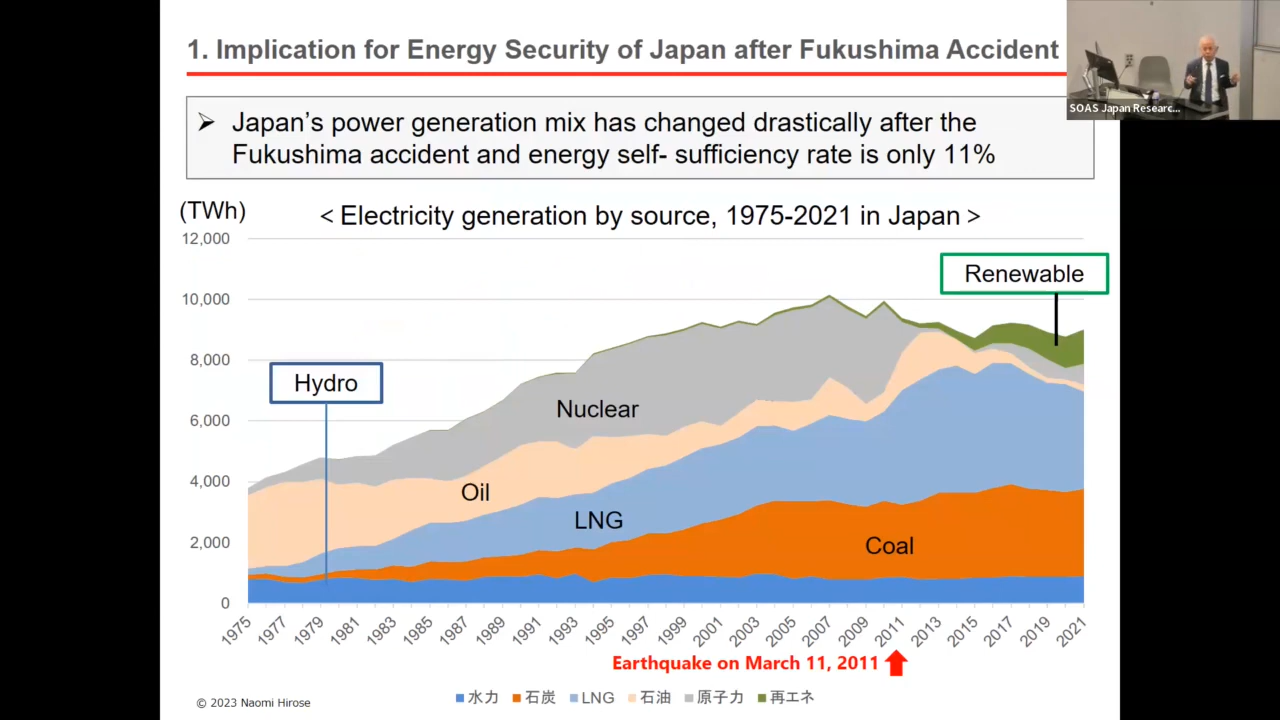 1. Implication for Energy Security of Japan after Fukushima Accident
SOAS Japan Researc...
➢ Japan's power generation mix has changed drastically after the
Fukushima accident and energy self- sufficiency rate is only 11%
(TWh)
< Electricity generation by source, 1975-2021 in Japan >
12,000
10,000
8,000
6,000
4,000
2,000
0
Renewable
Hydro
Nuclear
Oil
LNG
Coal
1975 1977 1979 1981 1983 1985 1987 1989 1991 1993 1995 1997 1999 2001 2003 2005 2007 2009 2011 2013 2015 2017 2019 2021
Earthquake on March 11, 2011
水力 石炭 LNG 石油 原子力 再エネ
© 2023 Naomi Hirose